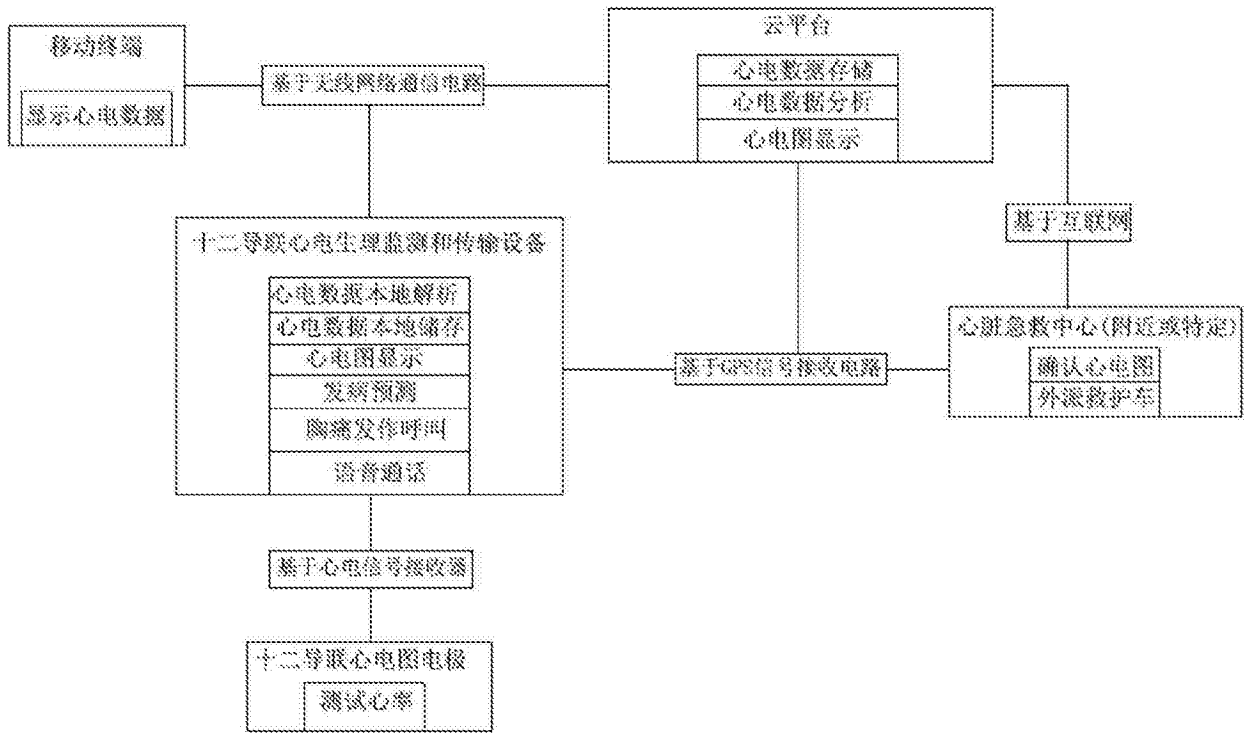 移动终端
显示心电数据
基于无线网络通信电路
云平台
心电数据存储
心电数据分析
心电图显示
基于互联网
十二导联心电生理监测和传输设备
心电数据本地解析
心电数据本地储存
心电图显示
发病预测
胸痛发作呼叫
语音通话
基于GPS信号接收电路
心脏急救中心(附近或特定)
确认心电图
外派救护车
基于心电信号接收器
十二导联心电图电极
测试心率